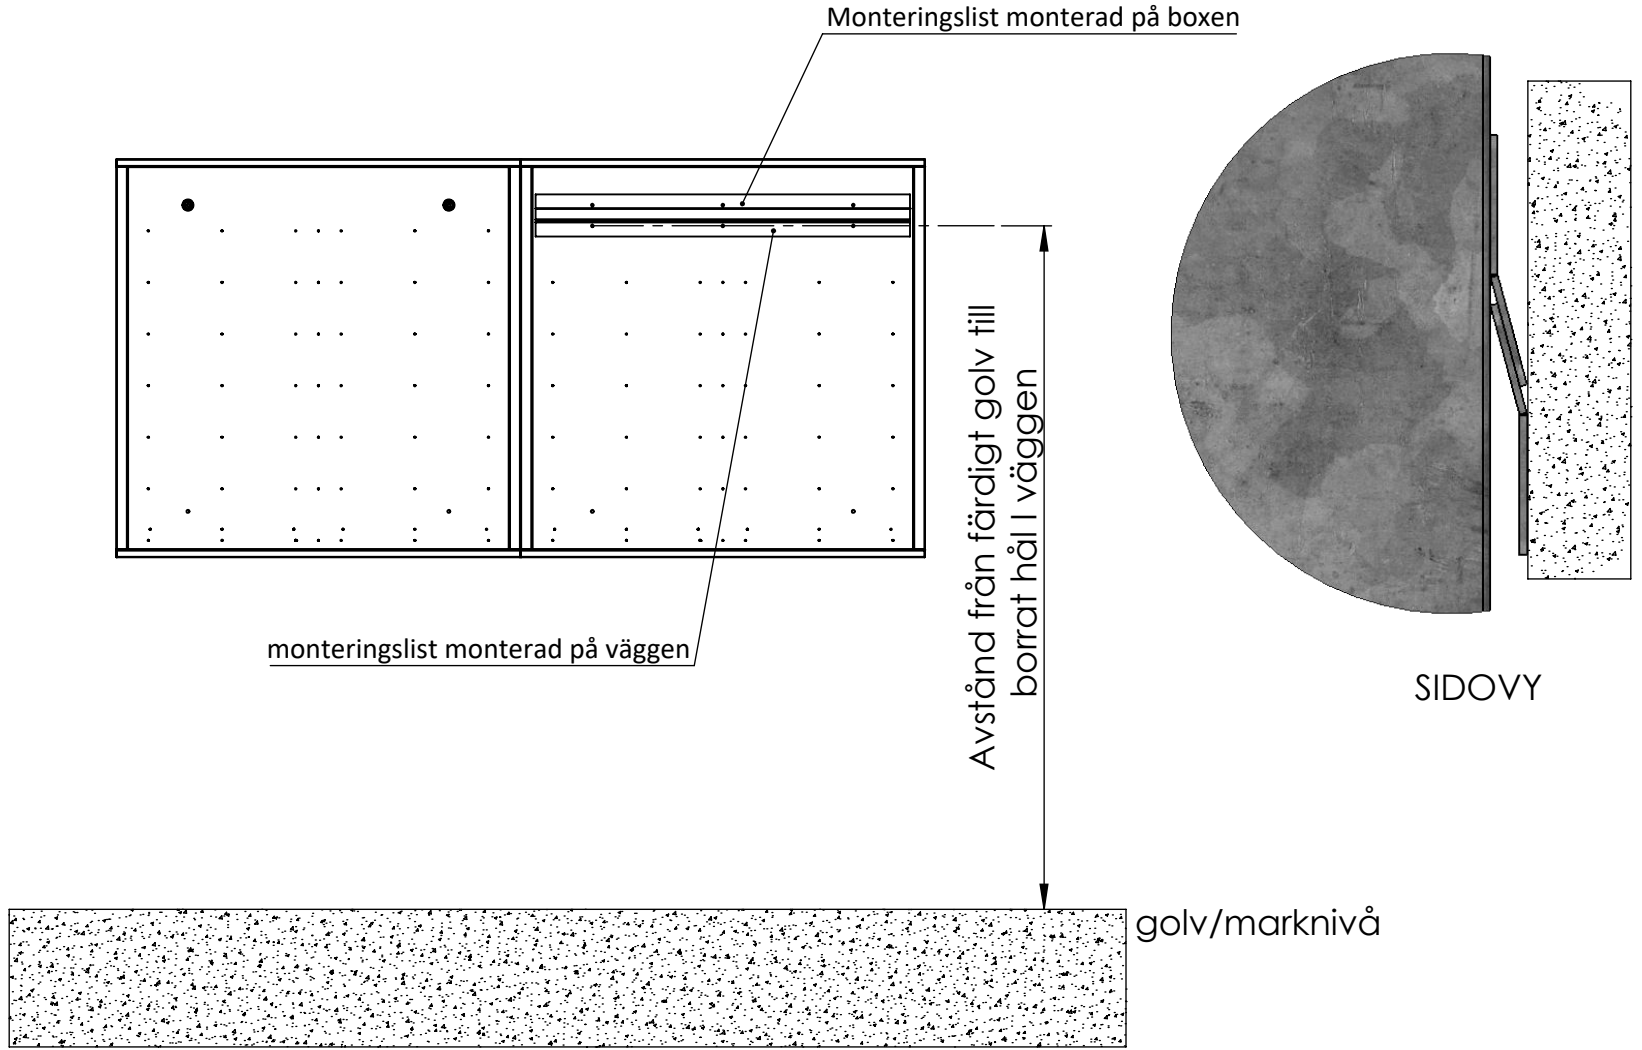 Monteringslist monterad på boxen
monteringslist monterad på väggen
Avstånd från färdigt golv till
borrat hål I väggen
SIDOVY
golv/marknivå